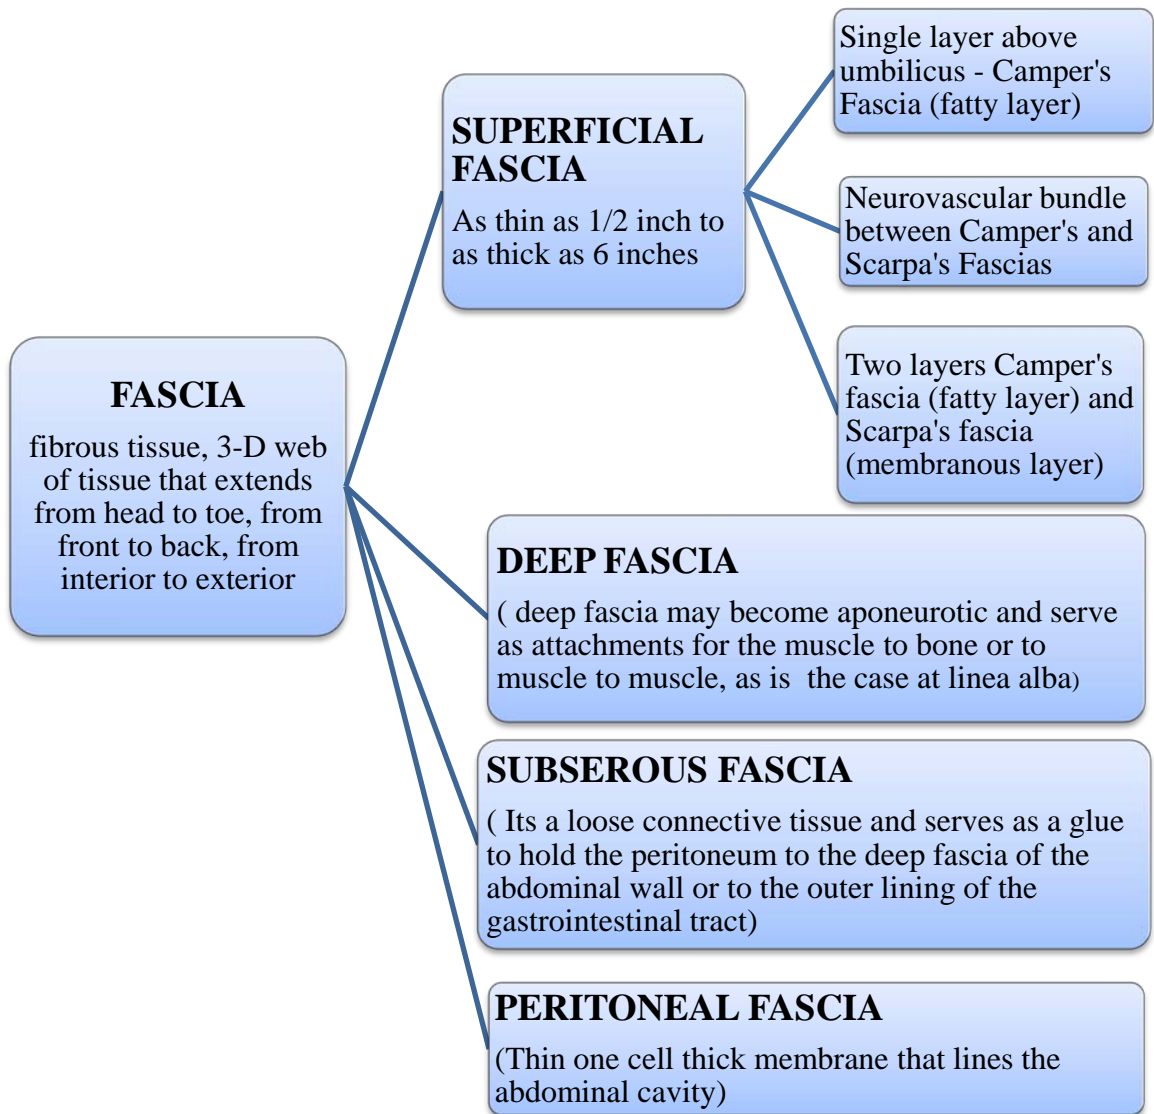 FASCIA
fibrous tissue, 3-D web
of tissue that extends
from head to toe, from
front to back, from
interior to exterior
SUPERFICIAL
FASCIA
As thin as 1/2 inch to
as thick as 6 inches
Single layer above
umbilicus - Camper's
Fascia (fatty layer)
Neurovascular bundle
between Camper's and
Scarpa's Fascias
Two layers Camper's
fascia (fatty layer) and
Scarpa's fascia
(membranous layer)
DEEP FASCIA
( deep fascia may become aponeurotic and serve
as attachments for the muscle to bone or to
muscle to muscle, as is the case at linea alba)
SUBSEROUS FASCIA
( Its a loose connective tissue and serves as a glue
to hold the peritoneum to the deep fascia of the
abdominal wall or to the outer lining of the
gastrointestinal tract)
PERITONEAL FASCIA
(Thin one cell thick membrane that lines the
abdominal cavity)